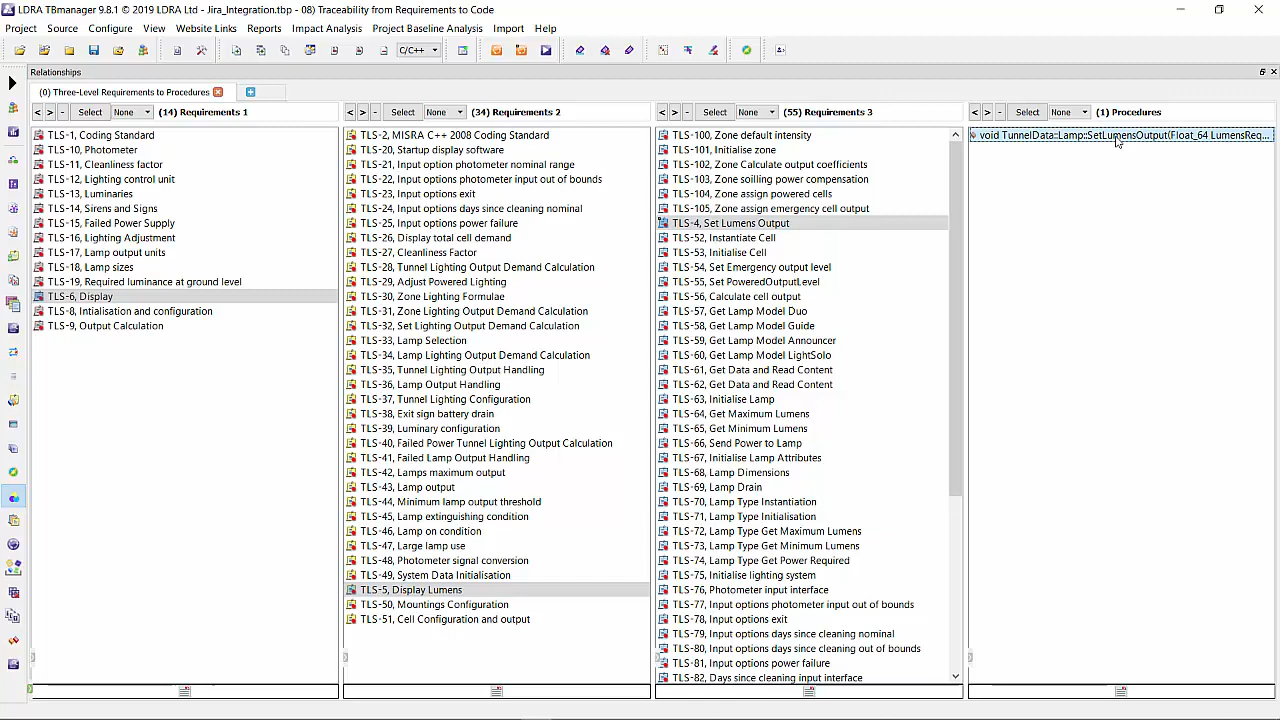 LDRA TBmanager 9.8.1 © 2019 LDRA Ltd - Jira_Integration.tbp - 08) Traceability from Requirements to Code
Project Source Configure View Website Links Reports Impact Analysis Project Baseline Analysis Import Help
C/C++
Relationships
(0) Three-Level Requirements to Procedures
< > - Select None (14) Requirements 1
TLS-1, Coding Standard
TLS-10, Photometer
TLS-11, Cleanliness factor
TLS-12, Lighting control unit
TLS-13, Luminaries
TLS-14, Sirens and Signs
TLS-15, Failed Power Supply
TLS-16, Lighting Adjustment
TLS-17, Lamp output units
TLS-18, Lamp sizes
TLS-19, Required luminance at ground level
TLS-6, Display
TLS-8, Intialisation and configuration
TLS-9, Output Calculation
< > - Select None (34) Requirements 2
TLS-2, MISRA C++ 2008 Coding Standard
TLS-20, Startup display software
TLS-21, Input option photometer nominal range
TLS-22, Input options photometer input out of bounds
TLS-23, Input options exit
TLS-24, Input options days since cleaning nominal
TLS-25, Input options power failure
TLS-26, Display total cell demand
TLS-27, Cleanliness Factor
TLS-28, Tunnel Lighting Output Demand Calculation
TLS-29, Adjust Powered Lighting
TLS-30, Zone Lighting Formulae
TLS-31, Zone Lighting Output Demand Calculation
TLS-32, Set Lighting Output Demand Calculation
TLS-33, Lamp Selection
TLS-34, Lamp Lighting Output Demand Calculation
TLS-35, Tunnel Lighting Output Handling
TLS-36, Lamp Output Handling
TLS-37, Tunnel Lighting Configuration
TLS-38, Exit sign battery drain
TLS-39, Luminary configuration
TLS-40, Failed Power Tunnel Lighting Output Calculation
TLS-41, Failed Lamp Output Handling
TLS-42, Lamps maximum output
TLS-43, Lamp output
TLS-44, Minimum lamp output threshold
TLS-45, Lamp extinguishing condition
TLS-46, Lamp on condition
TLS-47, Large lamp use
TLS-48, Photometer signal conversion
TLS-49, System Data Initialisation
TLS-5, Display Lumens
TLS-50, Mountings Configuration
TLS-51, Cell Configuration and output
< > - Select None (55) Requirements 3
TLS-100, Zone default intensity
TLS-101, Initialise zone
TLS-102, Zone Calculate output coefficients
TLS-103, Zone soilling power compensation
TLS-104, Zone assign powered cells
TLS-105, Zone assign emergency cell output
TLS-4, Set Lumens Output
TLS-52, Instantiate Cell
TLS-53, Initialise Cell
TLS-54, Set Emergency output level
TLS-55, Set PoweredOutputLevel
TLS-56, Calculate cell output
TLS-57, Get Lamp Model Duo
TLS-58, Get Lamp Model Guide
TLS-59, Get Lamp Model Announcer
TLS-60, Get Lamp Model LightSolo
TLS-61, Get Data and Read Content
TLS-62, Get Data and Read Content
TLS-63, Initialise Lamp
TLS-64, Get Maximum Lumens
TLS-65, Get Minimum Lumens
TLS-66, Send Power to Lamp
TLS-67, Initialise Lamp Attributes
TLS-68, Lamp Dimensions
TLS-69, Lamp Drain
TLS-70, Lamp Type Instantiation
TLS-71, Lamp Type Initialisation
TLS-72, Lamp Type Get Maximum Lumens
TLS-73, Lamp Type Get Minimum Lumens
TLS-74, Lamp Type Get Power Required
TLS-75, Initialise lighting system
TLS-76, Photometer input interface
TLS-77, Input options photometer input out of bounds
TLS-78, Input options exit
TLS-79, Input options days since cleaning nominal
TLS-80, Input options days since cleaning out of bounds
TLS-81, Input options power failure
TLS-82, Days since cleaning input interface
< > - Select None (1) Procedures
void TunnelData::Lamp::SetLumensOutput(Float_64 LumensReq...